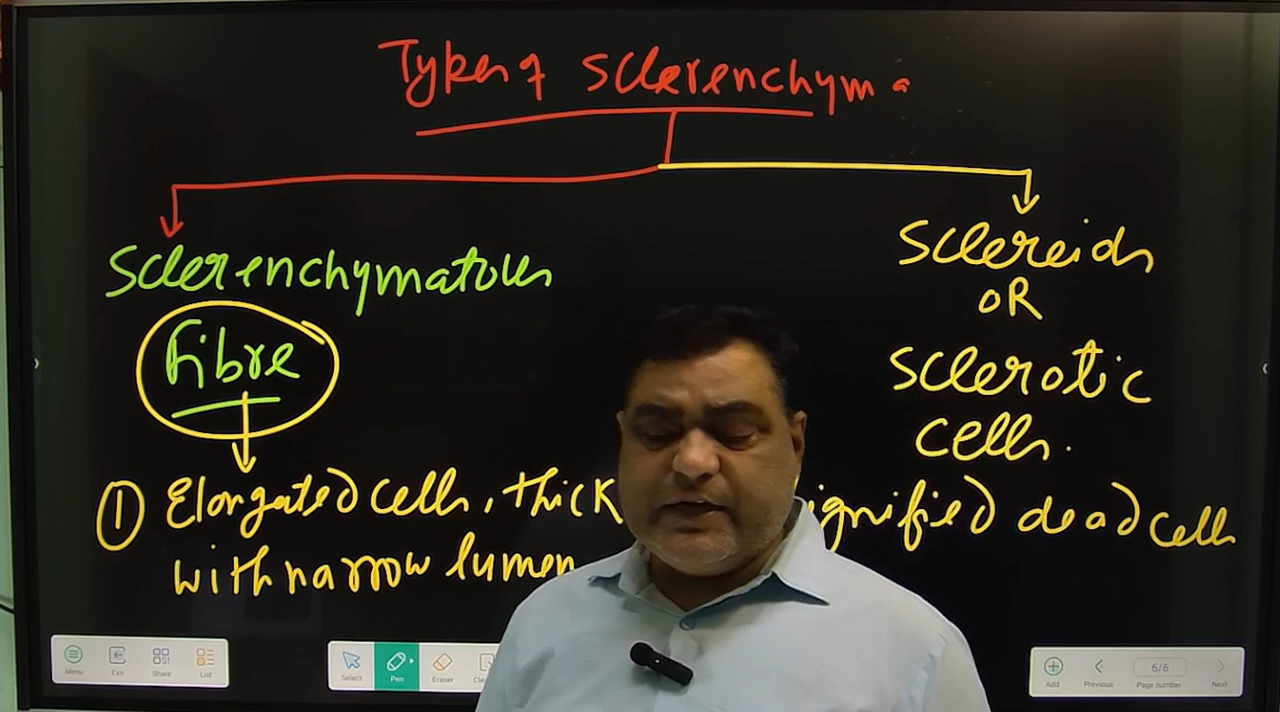 Types of Sclerenchyma
Sclerenchymatous
Fibre
Sclereids
OR
Sclerotic
cells.
① Elongated cells, thick ignified dead cells
with narrow lumen
Menu
Exit
Share
List
Select
Pen
Eraser
Add
Previous
6/6
Page number
Next